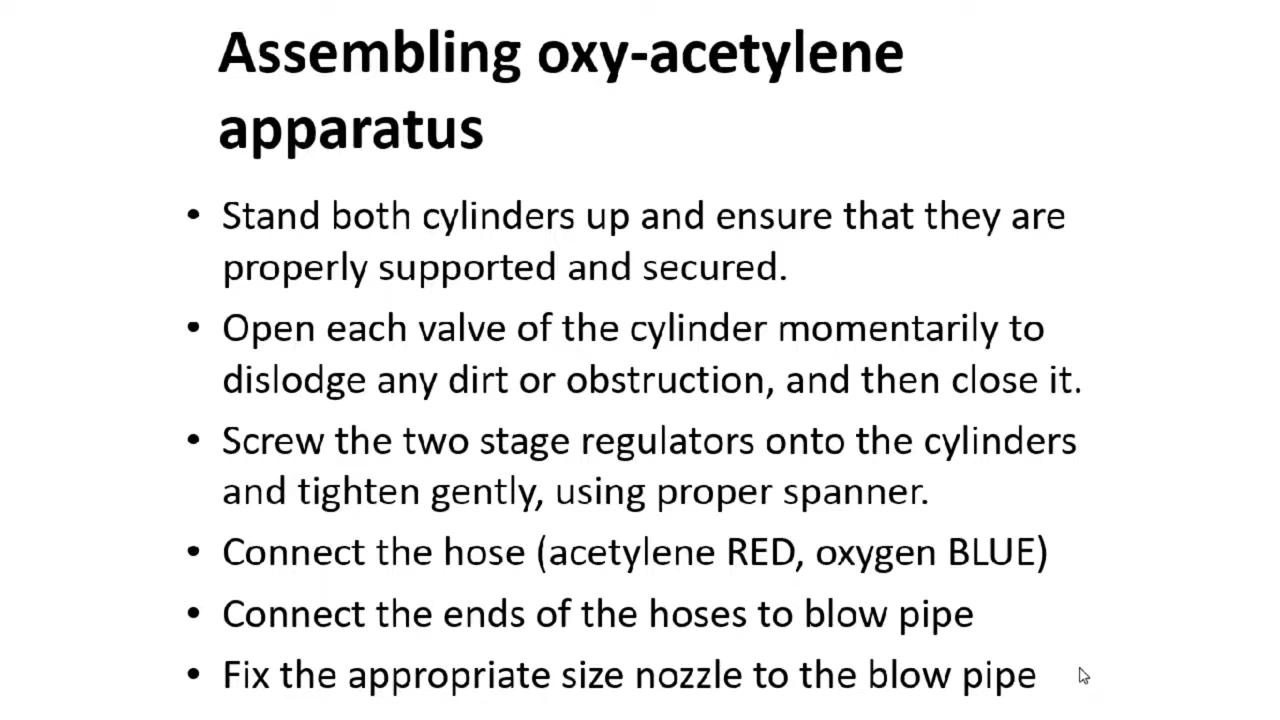 Assembling oxy-acetylene
apparatus
• Stand both cylinders up and ensure that they are
properly supported and secured.
• Open each valve of the cylinder momentarily to
dislodge any dirt or obstruction, and then close it.
• Screw the two stage regulators onto the cylinders
and tighten gently, using proper spanner.
• Connect the hose (acetylene RED, oxygen BLUE)
• Connect the ends of the hoses to blow pipe
• Fix the appropriate size nozzle to the blow pipe